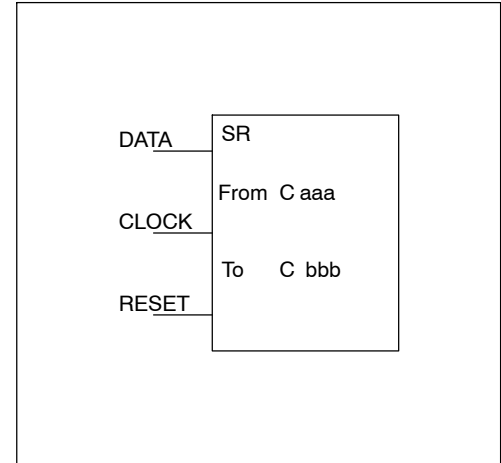 DATA
SR
From C aaa
CLOCK
To C bbb
RESET